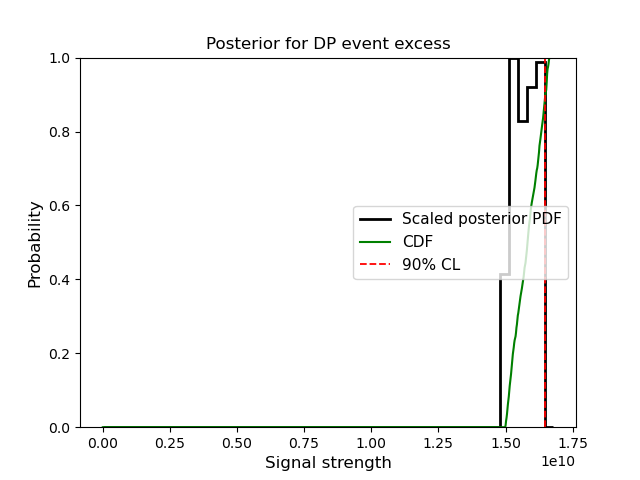 Posterior for DP event excess
Probability
1.0
0.8
0.6
0.4
0.2
0.0
Scaled posterior PDF
CDF
90% CL
0.00 0.25 0.50 0.75 1.00 1.25 1.50 1.75
1e10
Signal strength